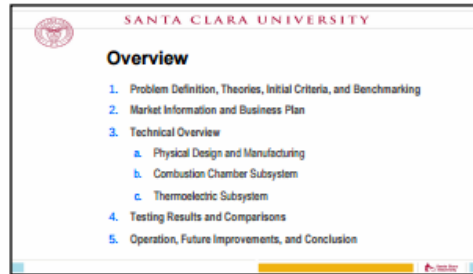 SANTA CLARA UNIVERSITY
Overview
1. Problem Definition, Theories, Initial Criteria, and Benchmarking
2. Market Information and Business Plan
3. Technical Overview
a. Physical Design and Manufacturing
b. Combustion Chamber Subsystem
c. Thermoelectric Subsystem
4. Testing Results and Comparisons
5. Operation, Future Improvements, and Conclusion